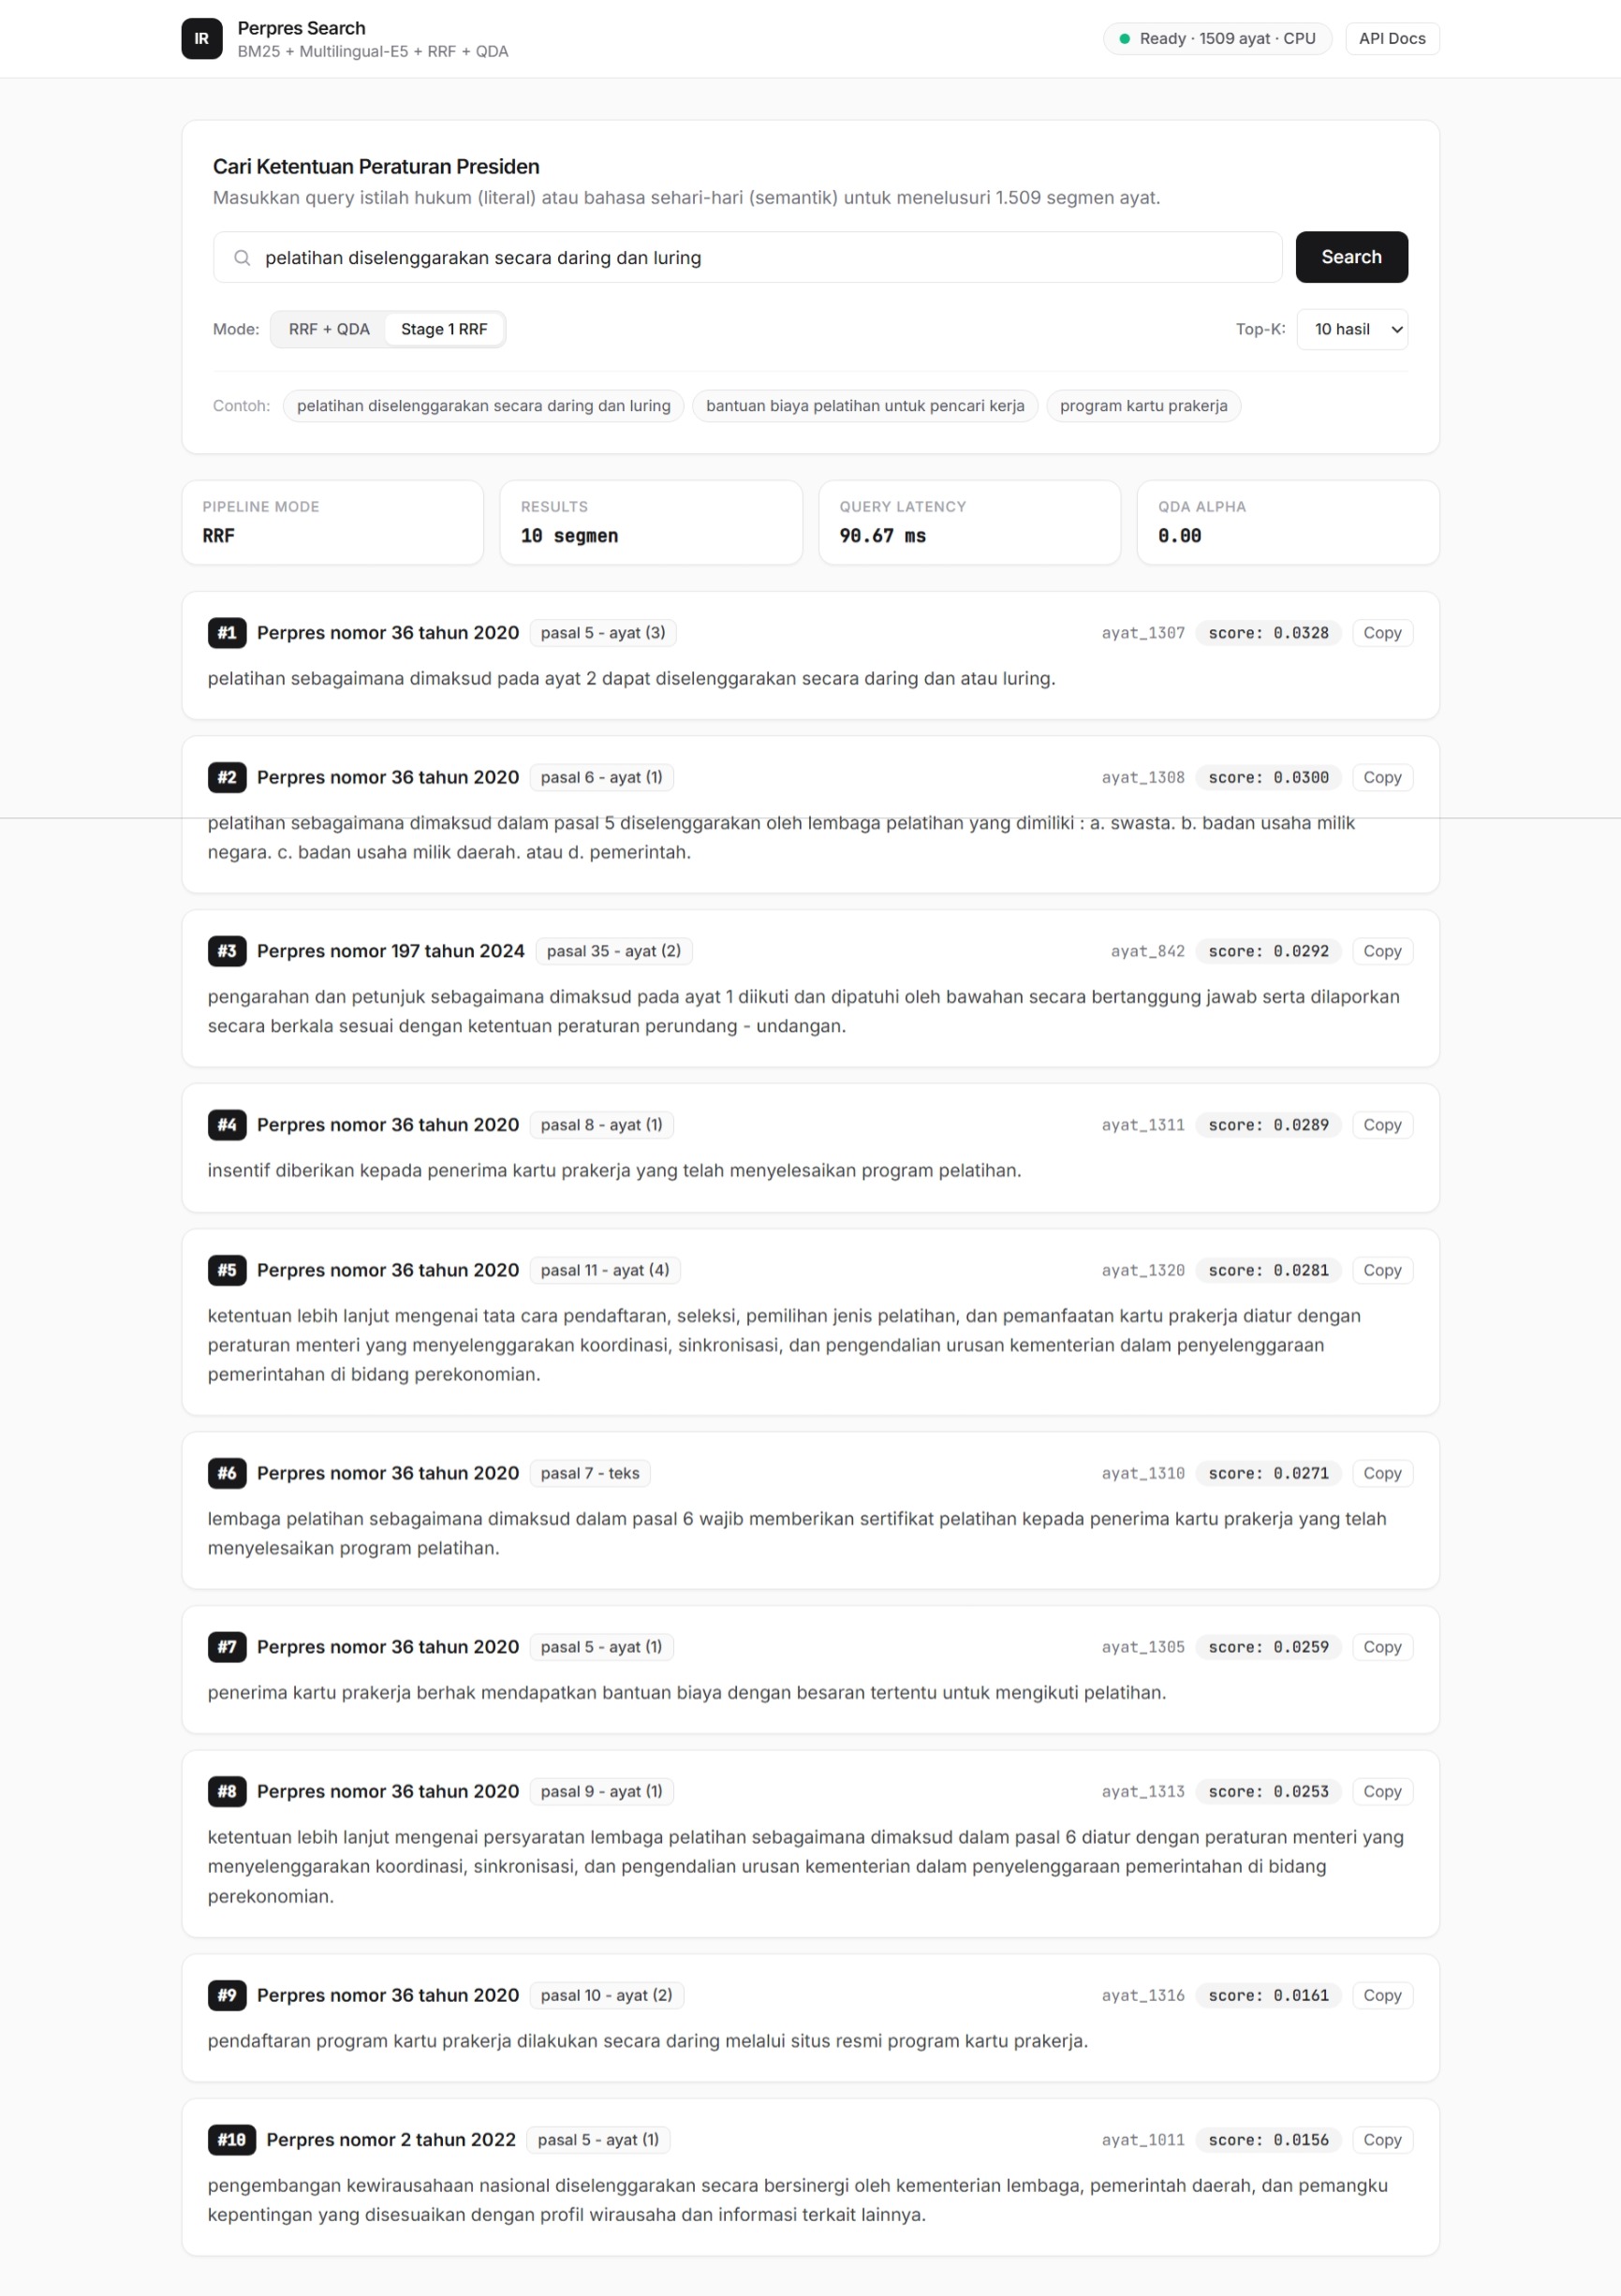 IR
Perpres Search
BM25 + Multilingual-E5 + RRF + QDA
Ready · 1509 ayat · CPU
API Docs
Cari Ketentuan Peraturan Presiden
Masukkan query istilah hukum (literal) atau bahasa sehari-hari (semantik) untuk menelusuri 1.509 segmen ayat.
pelatihan diselenggarakan secara daring dan luring
Search
Mode:
RRF + QDA
Stage 1 RRF
Top-K:
10 hasil
Contoh:
pelatihan diselenggarakan secara daring dan luring
bantuan biaya pelatihan untuk pencari kerja
program kartu prakerja
PIPELINE MODE
RRF
RESULTS
10 segmen
QUERY LATENCY
90.67 ms
QDA ALPHA
0.00
#1 Perpres nomor 36 tahun 2020 pasal 5 - ayat (3) ayat_1307 score: 0.0328 Copy
pelatihan sebagaimana dimaksud pada ayat 2 dapat diselenggarakan secara daring dan atau luring.
#2 Perpres nomor 36 tahun 2020 pasal 6 - ayat (1) ayat_1308 score: 0.0300 Copy
pelatihan sebagaimana dimaksud dalam pasal 5 diselenggarakan oleh lembaga pelatihan yang dimiliki : a. swasta. b. badan usaha milik
negara. c. badan usaha milik daerah. atau d. pemerintah.
#3 Perpres nomor 197 tahun 2024 pasal 35 - ayat (2) ayat_842 score: 0.0292 Copy
pengarahan dan petunjuk sebagaimana dimaksud pada ayat 1 diikuti dan dipatuhi oleh bawahan secara bertanggung jawab serta dilaporkan
secara berkala sesuai dengan ketentuan peraturan perundang - undangan.
#4 Perpres nomor 36 tahun 2020 pasal 8 - ayat (1) ayat_1311 score: 0.0289 Copy
insentif diberikan kepada penerima kartu prakerja yang telah menyelesaikan program pelatihan.
#5 Perpres nomor 36 tahun 2020 pasal 11 - ayat (4) ayat_1320 score: 0.0281 Copy
ketentuan lebih lanjut mengenai tata cara pendaftaran, seleksi, pemilihan jenis pelatihan, dan pemanfaatan kartu prakerja diatur dengan
peraturan menteri yang menyelenggarakan koordinasi, sinkronisasi, dan pengendalian urusan kementerian dalam penyelenggaraan
pemerintahan di bidang perekonomian.
#6 Perpres nomor 36 tahun 2020 pasal 7 - teks ayat_1310 score: 0.0271 Copy
lembaga pelatihan sebagaimana dimaksud dalam pasal 6 wajib memberikan sertifikat pelatihan kepada penerima kartu prakerja yang telah
menyelesaikan program pelatihan.
#7 Perpres nomor 36 tahun 2020 pasal 5 - ayat (1) ayat_1305 score: 0.0259 Copy
penerima kartu prakerja berhak mendapatkan bantuan biaya dengan besaran tertentu untuk mengikuti pelatihan.
#8 Perpres nomor 36 tahun 2020 pasal 9 - ayat (1) ayat_1313 score: 0.0253 Copy
ketentuan lebih lanjut mengenai persyaratan lembaga pelatihan sebagaimana dimaksud dalam pasal 6 diatur dengan peraturan menteri yang
menyelenggarakan koordinasi, sinkronisasi, dan pengendalian urusan kementerian dalam penyelenggaraan pemerintahan di bidang
perekonomian.
#9 Perpres nomor 36 tahun 2020 pasal 10 - ayat (2) ayat_1316 score: 0.0161 Copy
pendaftaran program kartu prakerja dilakukan secara daring melalui situs resmi program kartu prakerja.
#10 Perpres nomor 2 tahun 2022 pasal 5 - ayat (1) ayat_1011 score: 0.0156 Copy
pengembangan kewirausahaan nasional diselenggarakan secara bersinergi oleh kementerian lembaga, pemerintah daerah, dan pemangku
kepentingan yang disesuaikan dengan profil wirausaha dan informasi terkait lainnya.